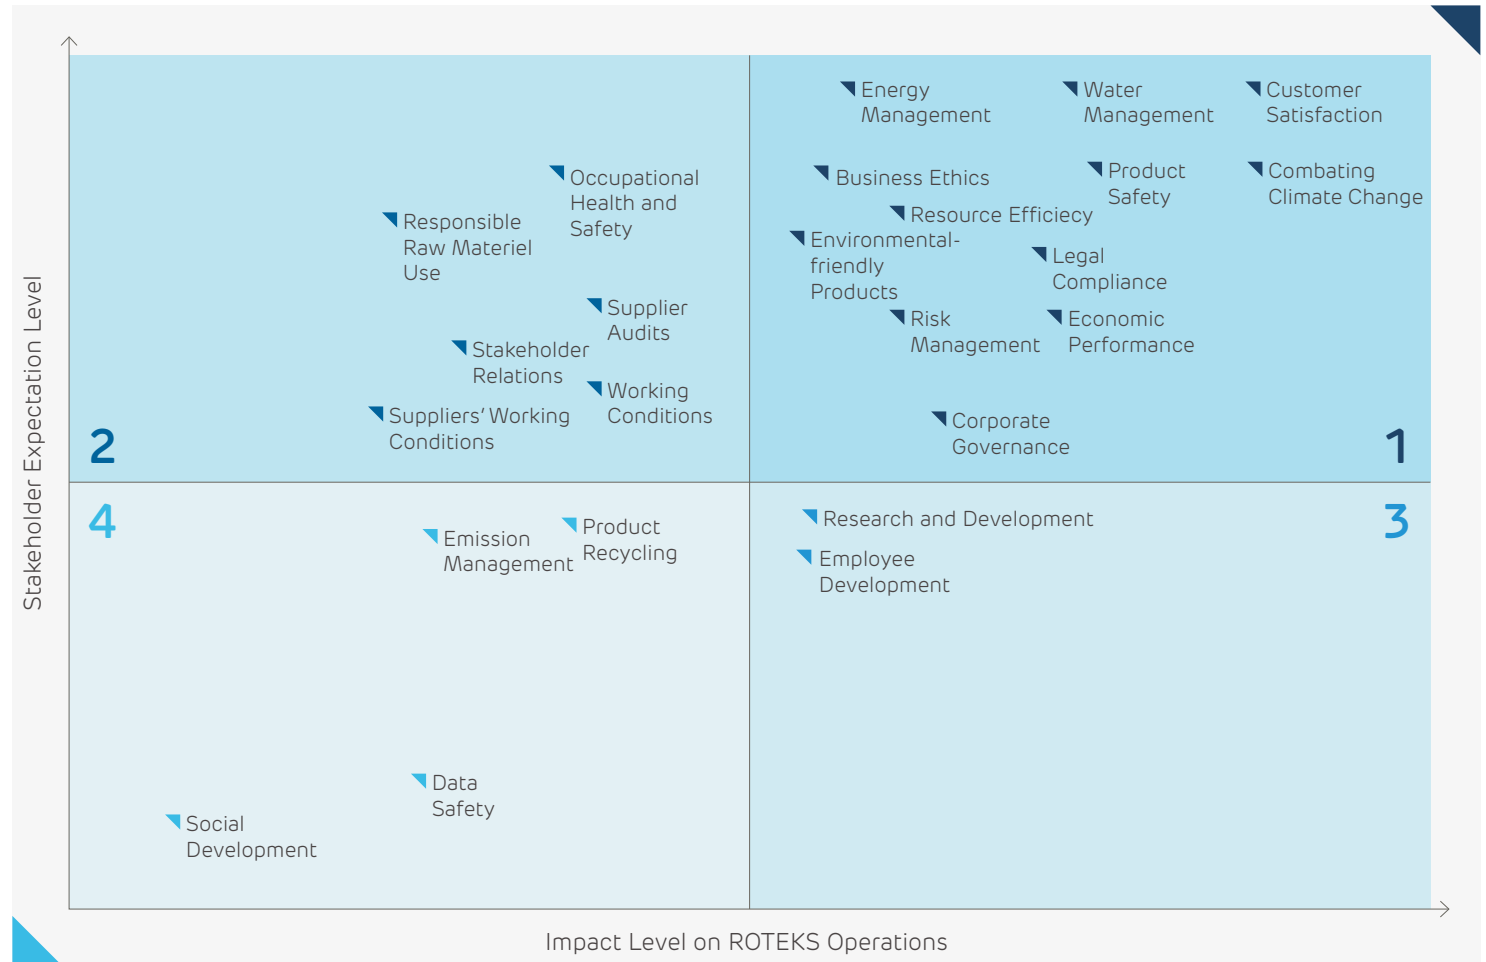 Stakeholder Expectation Level
Energy
Management
Water
Management
Customer
Satisfaction
Occupational
Health and
Safety
Responsible
Raw Materiel
Use
Business Ethics
Product
Safety
Combating
Climate Change
Resource Efficiecy
Environmental-
friendly
Products
Legal
Compliance
Supplier
Audits
Risk
Management
Economic
Performance
Stakeholder
Relations
Working
Conditions
Suppliers’ Working
Conditions
Corporate
Governance
2
1
4
3
Emission
Management
Product
Recycling
Research and Development
Employee
Development
Data
Safety
Social
Development
Impact Level on ROTEKS Operations